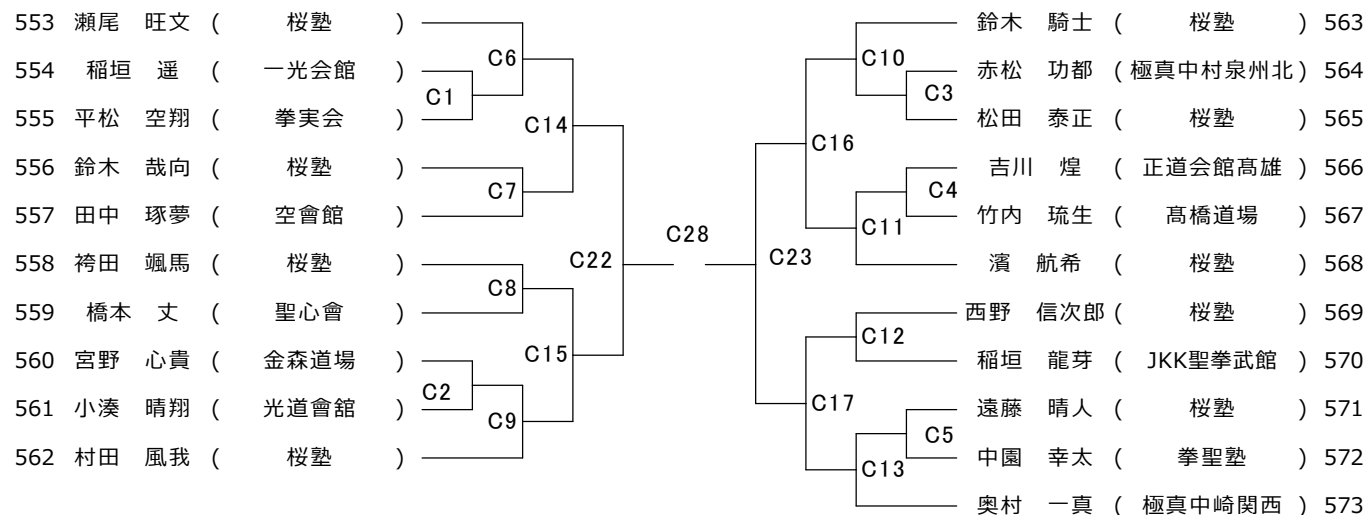 553 瀬尾 旺文 ( 桜塾 )
554 稲垣 遥 ( 一光会館 )
555 平松 空翔 ( 拳実会 )
556 鈴木 哉向 ( 桜塾 )
557 田中 琢夢 ( 空會館 )
558 袴田 颯馬 ( 桜塾 )
559 橋本 丈 ( 聖心會 )
560 宮野 心貴 ( 金森道場 )
561 小湊 晴翔 ( 光道會舘 )
562 村田 風我 ( 桜塾 )
C6
C1
C14
C7
C22
C8
C15
C2
C9
C28
C10
C3
C16
C4
C11
C23
C12
C17
C5
C13
鈴木 騎士 ( 桜塾 ) 563
赤松 功都 ( 極真中村泉州北 ) 564
松田 泰正 ( 桜塾 ) 565
吉川 煌 ( 正道会館髙雄 ) 566
竹内 琉生 ( 髙橋道場 ) 567
濱 航希 ( 桜塾 ) 568
西野 信次郎 ( 桜塾 ) 569
稲垣 龍芽 ( JKK聖拳武館 ) 570
遠藤 晴人 ( 桜塾 ) 571
中園 幸太 ( 拳聖塾 ) 572
奥村 一真 ( 極真中崎関西 ) 573